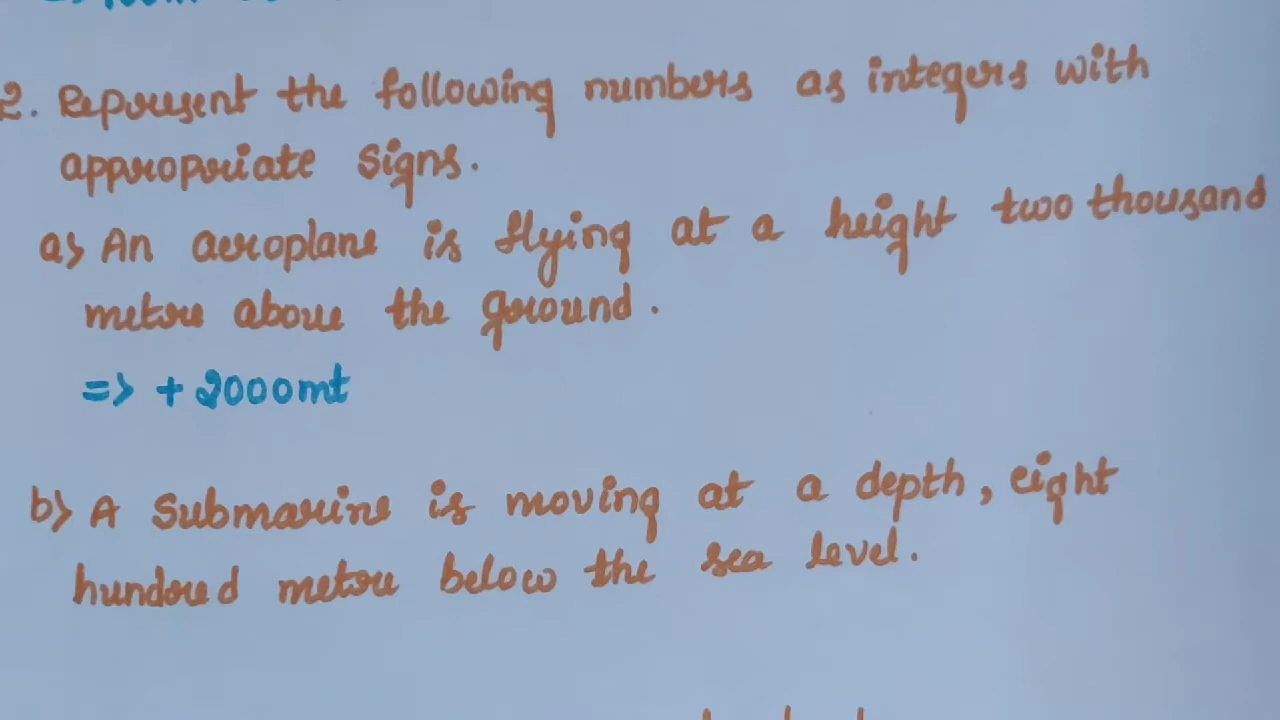 2. Represent the following numbers as integers with
appropriate signs.
a) An aeroplane is flying at a height two thousand
metre above the ground.
=> + 2000mt
b) A Submarine is moving at a depth, eight
hundred metre below the sea level.